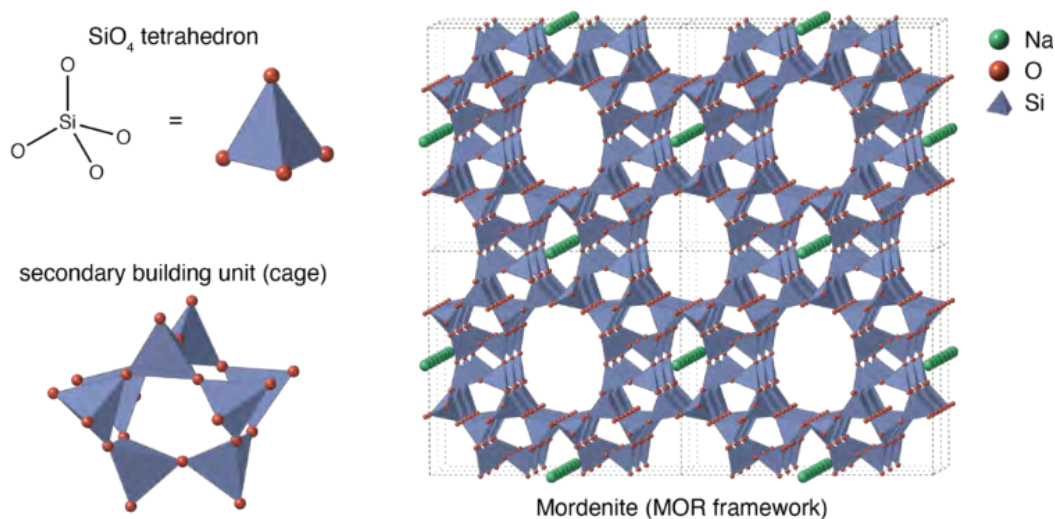 SiO4 tetrahedron
O
Si
O
O
O
=
secondary building unit (cage)
Na
O
Si
Mordenite (MOR framework)